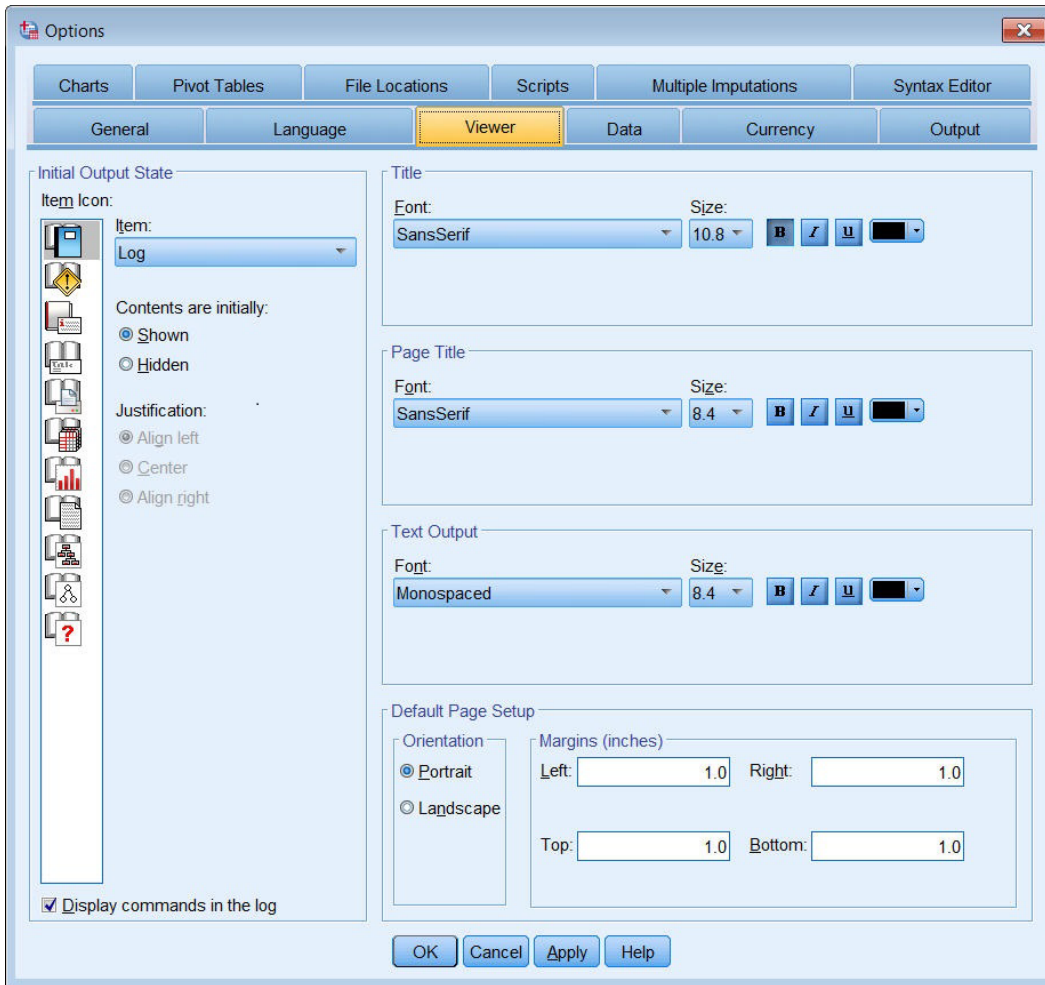 Options
Charts
Pivot Tables
File Locations
Scripts
Multiple Imputations
Syntax Editor
General
Language
Viewer
Data
Currency
Output
Initial Output State
Item Icon:
Item:
Log
Contents are initially:
Shown
Hidden
Justification:
Align left
Center
Align right
Display commands in the log
Title
Font:
Size:
SansSerif
10.8
B
I
U
Page Title
Font:
Size:
SansSerif
8.4
B
I
U
Text Output
Font:
Size:
Monospaced
8.4
B
I
U
Default Page Setup
Orientation
Portrait
Landscape
Margins (inches)
Left: 1.0
Right: 1.0
Top: 1.0
Bottom: 1.0
OK
Cancel
Apply
Help